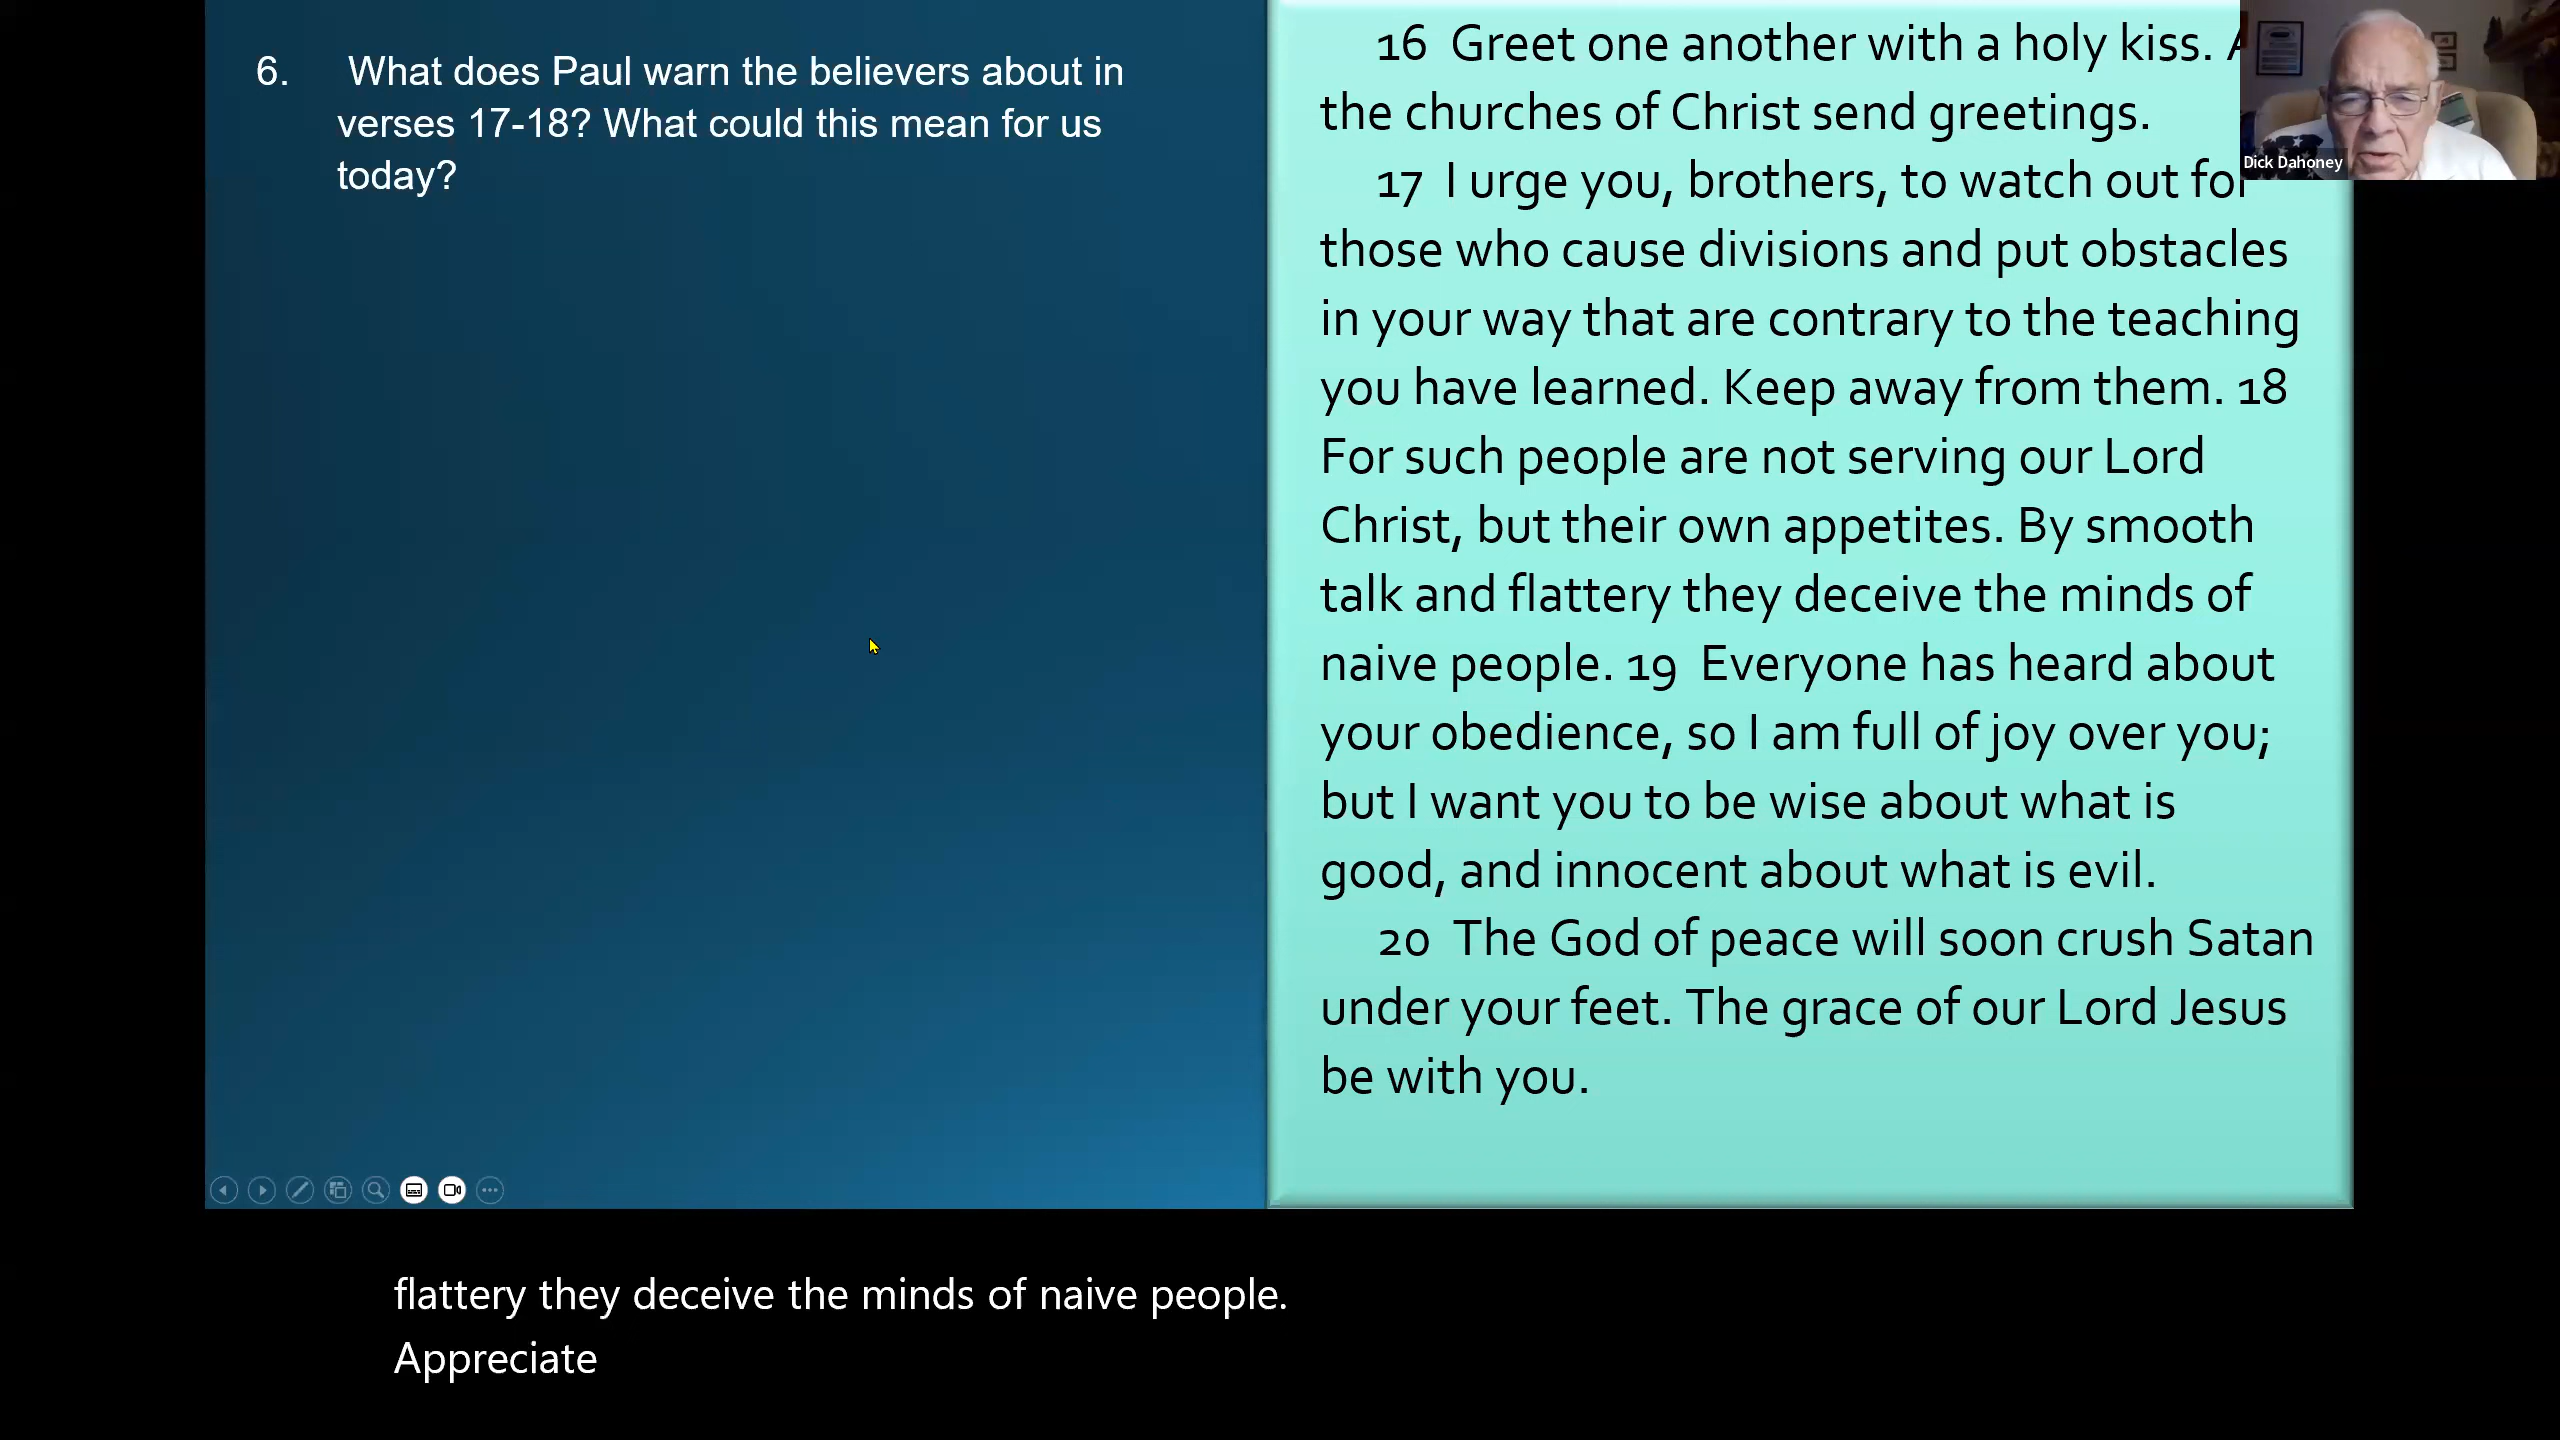 6. What does Paul warn the believers about in
verses 17-18? What could this mean for us
today?
16 Greet one another with a holy kiss.
the churches of Christ send greetings.
17 I urge you, brothers, to watch out for
those who cause divisions and put obstacles
in your way that are contrary to the teaching
you have learned. Keep away from them. 18
For such people are not serving our Lord
Christ, but their own appetites. By smooth
talk and flattery they deceive the minds of
naive people. 19 Everyone has heard about
your obedience, so I am full of joy over you;
but I want you to be wise about what is
good, and innocent about what is evil.
20 The God of peace will soon crush Satan
under your feet. The grace of our Lord Jesus
be with you.
Dick Dahoney
flattery they deceive the minds of naive people.
Appreciate